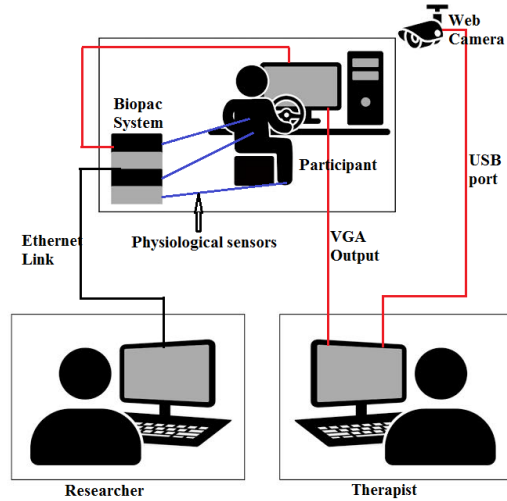 Web
Camera
Biopac
System
Participant
USB
port
Physiological sensors
Ethernet
Link
VGA
Output
Researcher
Therapist